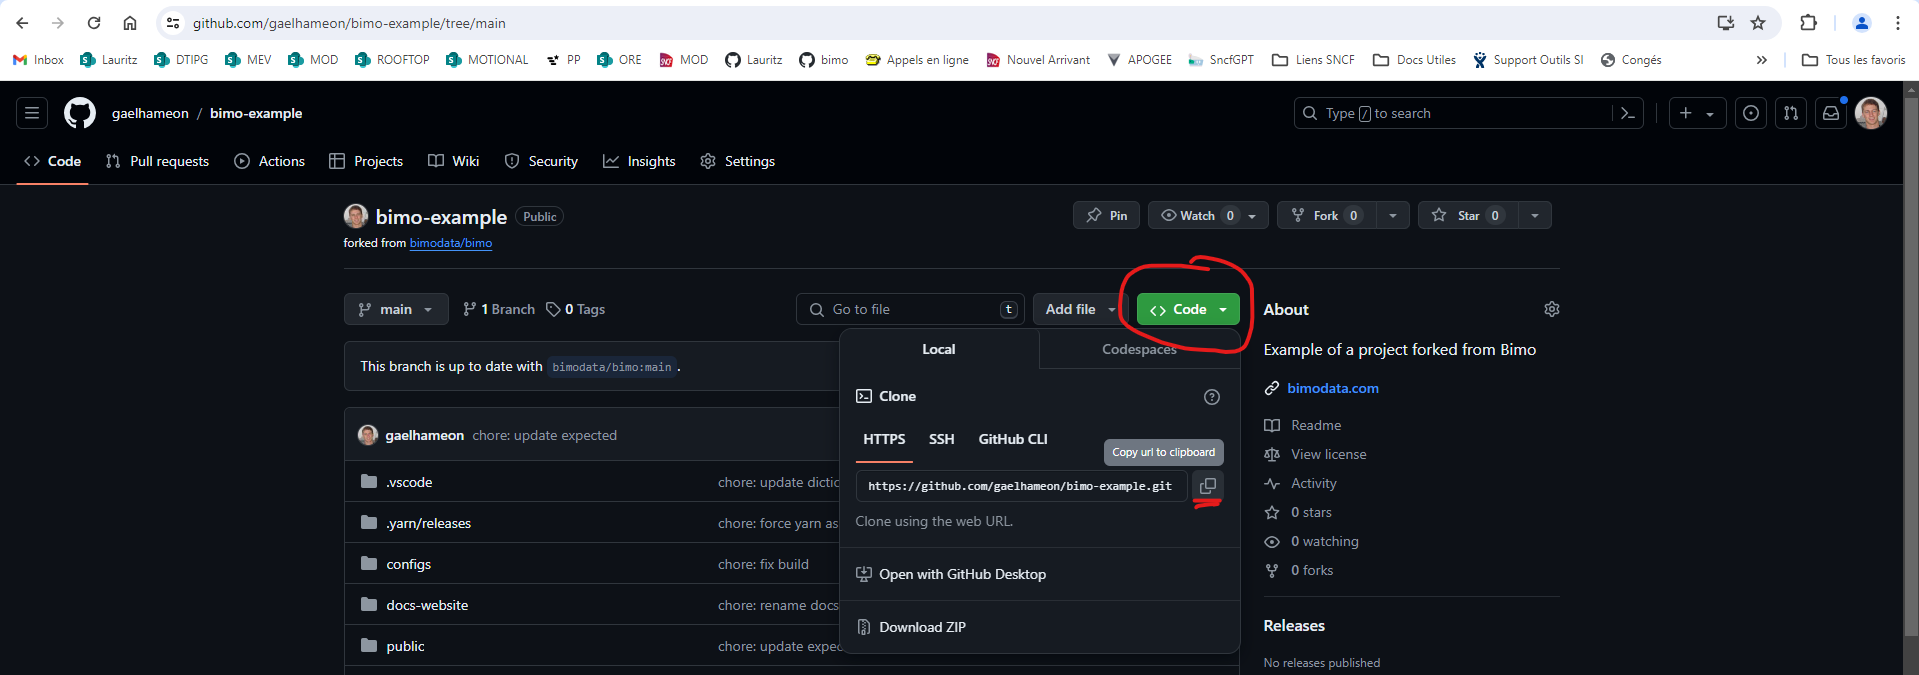 github.com/gaelhameon/bimo-example/tree/main
Inbox Lauritz DTIPG MEV MOD ROOFTOP MOTIONAL PP ORE MOD Lauritz bimo Appels en ligne Nouvel Arrivant APOGEE SncfGPT Liens SNCF Docs Utiles Support Outils SI Congés » Tous les favoris
gaelhameon / bimo-example Type / to search
Code Pull requests Actions Projects Wiki Security Insights Settings
bimo-example Public Pin Watch 0 Fork 0 Star 0
forked from bimodata/bimo
main 1 Branch 0 Tags Go to file t Add file <> Code About
Local Codespaces
Example of a project forked from Bimo
This branch is up to date with bimodata/bimo:main.
bimodata.com
Clone
Readme
gaelhameon chore: update expected
HTTPS SSH GitHub CLI
Copy url to clipboard
View license
.vscode chore: update dictio
https://github.com/gaelhameon/bimo-example.git
Activity
0 stars
.yarn/releases chore: force yarn as
Clone using the web URL.
0 watching
configs chore: fix build
Open with GitHub Desktop
0 forks
docs-website chore: rename docs
Download ZIP
Releases
public chore: update expec
No releases published